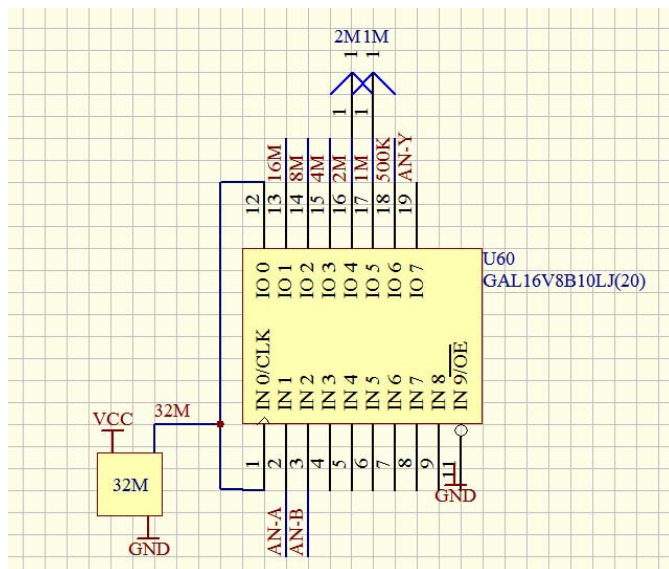 2M 1M
1 1
1 1
16M 8M 4M 2M 1M 500K AN-Y
12 13 14 15 16 17 18 19
IO 0 IO 1 IO 2 IO 3 IO 4 IO 5 IO 6 IO 7
U60
GAL16V8B10LJ(20)
IN 0/CLK IN 1 IN 2 IN 3 IN 4 IN 5 IN 6 IN 7 IN 8 IN 9/OE
VCC
32M
32M
GND
1 2 3 4 5 6 7 8 9 11
GND
AN-A AN-B